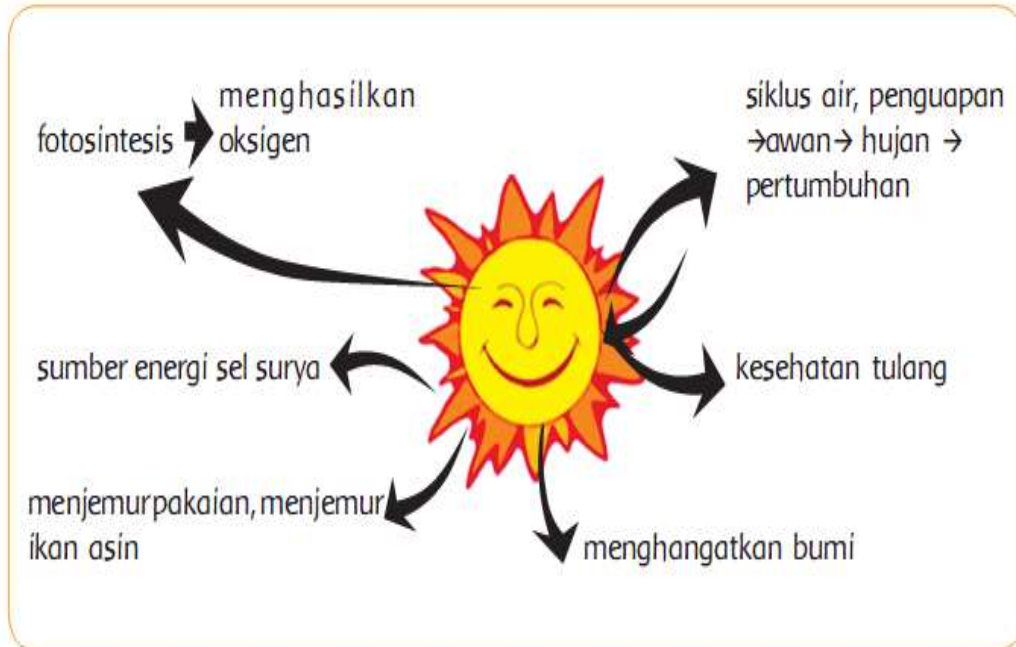 menghasilkan
fotosintesis oksigen
siklus air, penguapan
→awan→ hujan →
pertumbuhan
sumber energi sel surya
kesehatan tulang
menjemurpakaian, menjemur
ikan asin
menghangatkan bumi